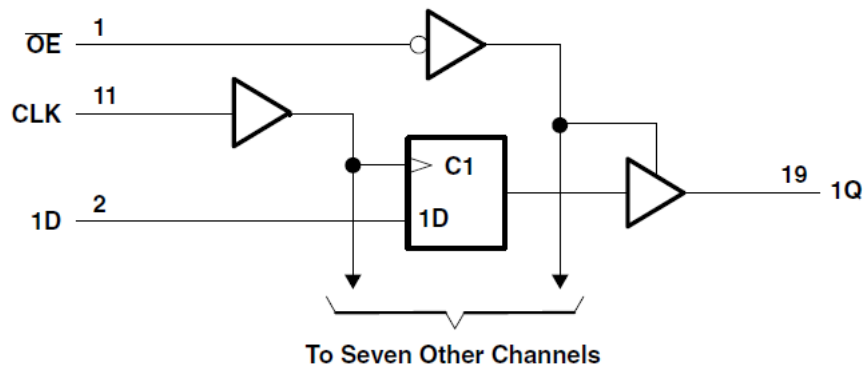 OE 1
CLK 11
C1
1D 2
1D
19 1Q
To Seven Other Channels